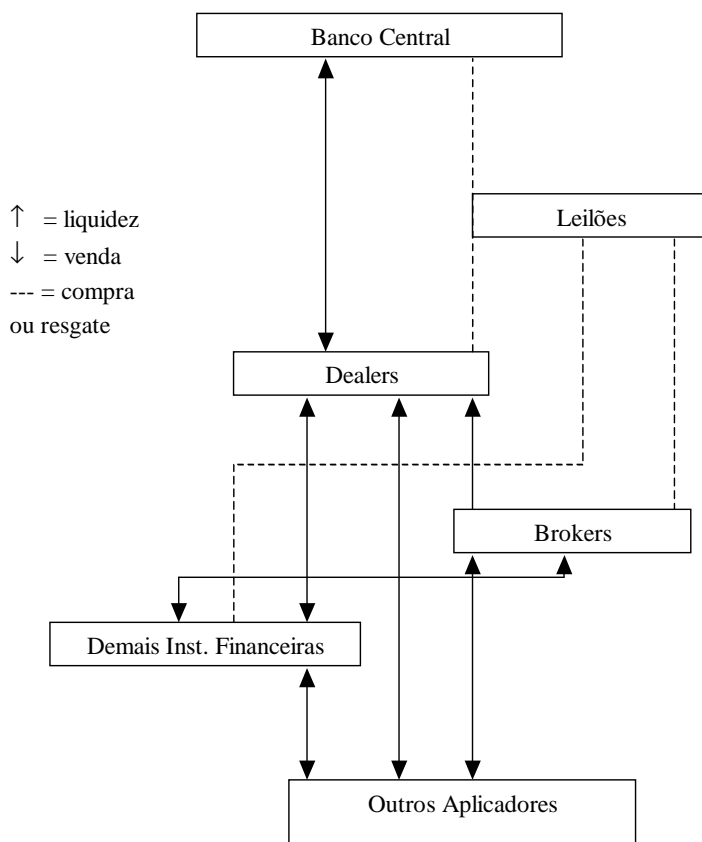 Banco Central
Leilões
↑ = liquidez
↓ = venda
--- = compra
ou resgate
Dealers
Brokers
Demais Inst. Financeiras
Outros Aplicadores